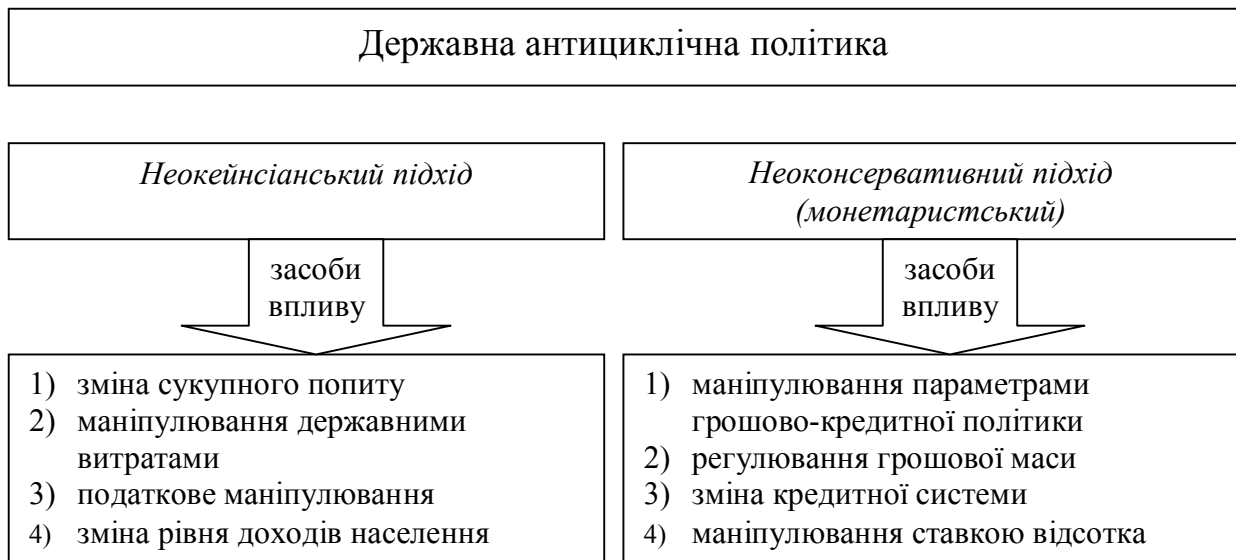 Державна антициклічна політика
Неокейнсіанський підхід
засоби
впливу
1) зміна сукупного попиту
2) маніпулювання державними
витратами
3) податкове маніпулювання
4) зміна рівня доходів населення
Неоконсервативний підхід
(монетаристський)
засоби
впливу
1) маніпулювання параметрами
грошово-кредитної політики
2) регулювання грошової маси
3) зміна кредитної системи
4) маніпулювання ставкою відсотка